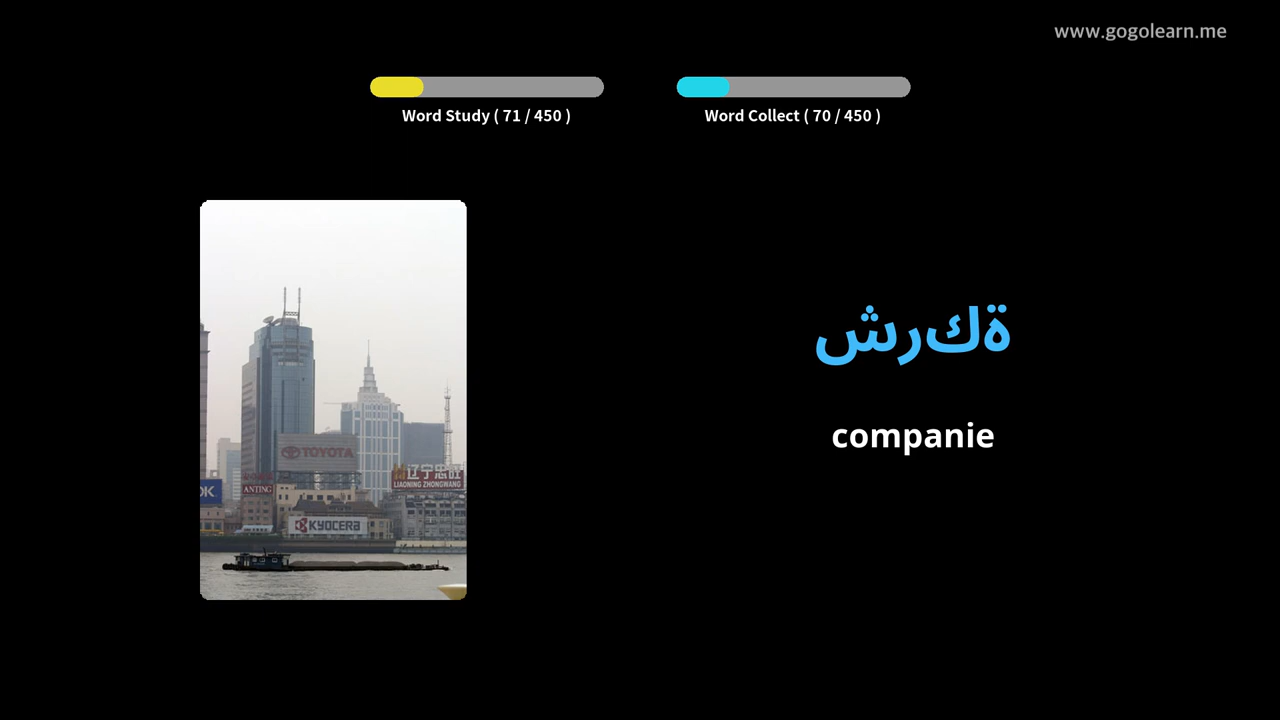 www.gogolearn.me
Word Study ( 71 / 450 )
Word Collect ( 70 / 450 )
ةكرش
companie
TOYOTA
辽宁忠旺
LIAONING ZHONGWANG
OK
ANTING
KYOCERA